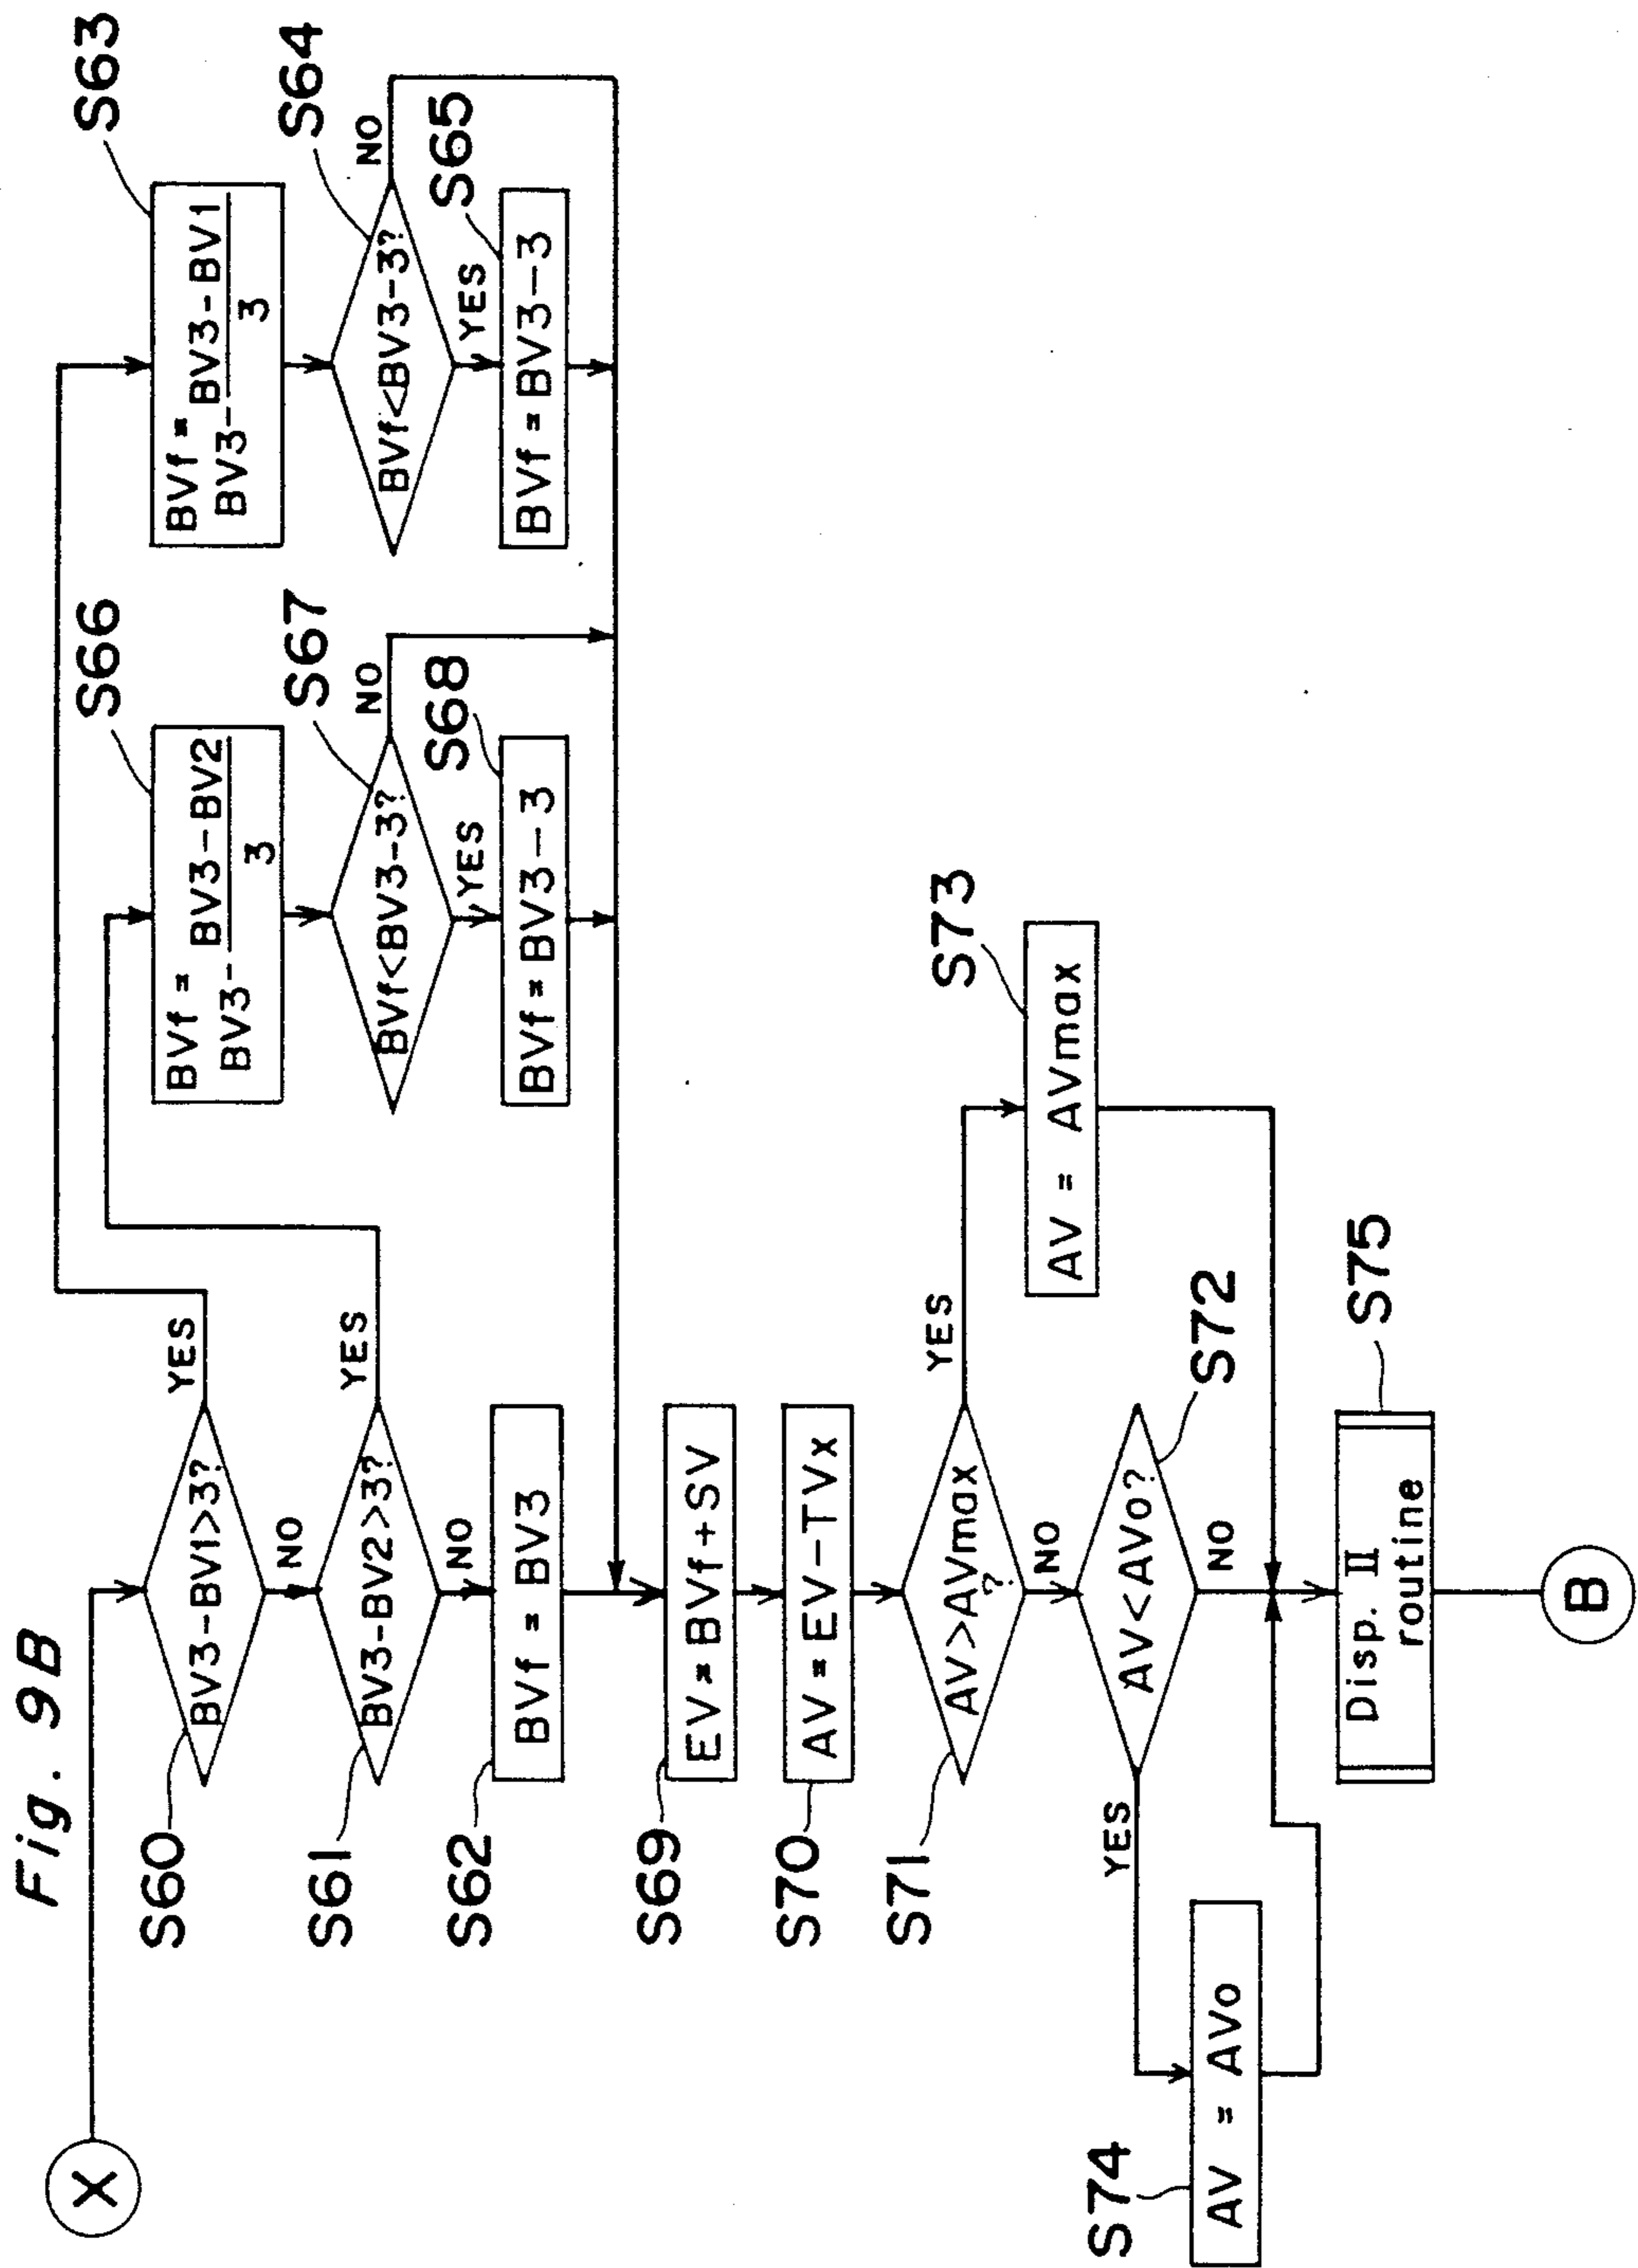 Fig. 9B
X
S60
BV3-BV1>3?
YES
NO
S61
BV3-BV2>3?
YES
NO
S62
BVf = BV3
S66
BVf =
BV3- BV3-BV2
3
S67
BVf<BV3-3?
NO
YES
S68
BVf = BV3-3
S63
BVf =
BV3- BV3-BV1
3
S64
BVf<BV3-3?
NO
YES
S65
BVf = BV3-3
S69
EV = BVf+SV
S70
AV = EV-TVx
S71
AV>AVmax
?
YES
NO
S73
AV = AVmax
S72
AV<AVo?
YES
NO
S74
AV = AVo
S75
Disp. II
routine
B